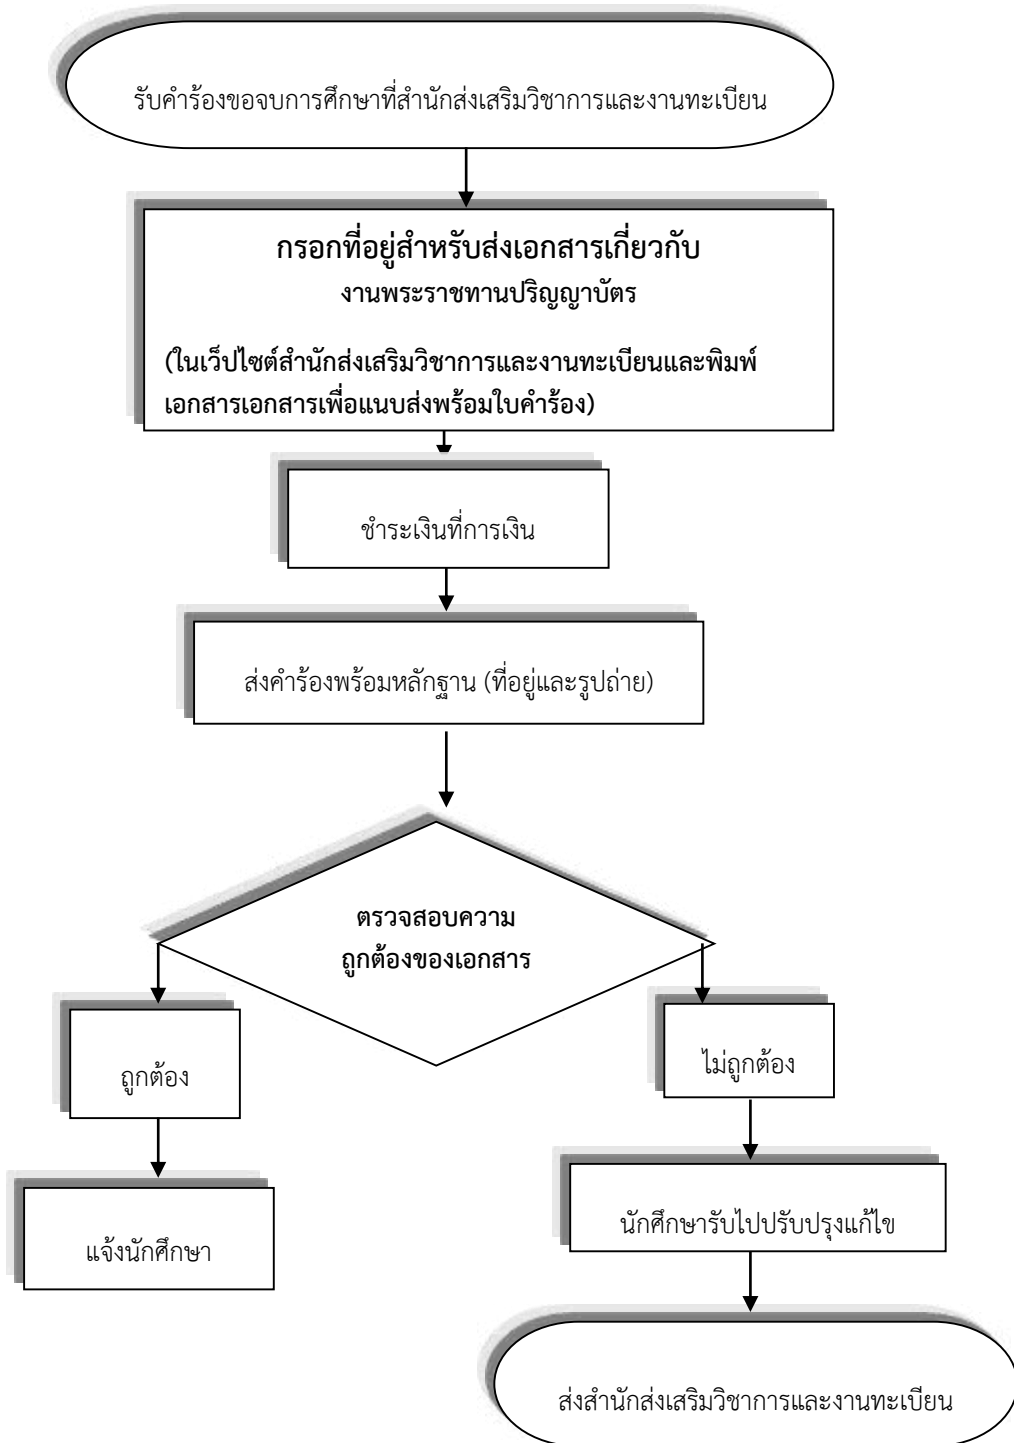 รับคำร้องขอจบการศึกษาที่สำนักส่งเสริมวิชาการและงานทะเบียน
กรอกที่อยู่สำหรับส่งเอกสารเกี่ยวกับ
งานพระราชทานปริญญาบัตร
(ในเว็ปไซต์สำนักส่งเสริมวิชาการและงานทะเบียนและพิมพ์
เอกสารเอกสารเพื่อแนบส่งพร้อมใบคำร้อง)
ชำระเงินที่การเงิน
ส่งคำร้องพร้อมหลักฐาน (ที่อยู่และรูปถ่าย)
ตรวจสอบความ
ถูกต้องของเอกสาร
ถูกต้อง
ไม่ถูกต้อง
แจ้งนักศึกษา
นักศึกษารับไปปรับปรุงแก้ไข
ส่งสำนักส่งเสริมวิชาการและงานทะเบียน